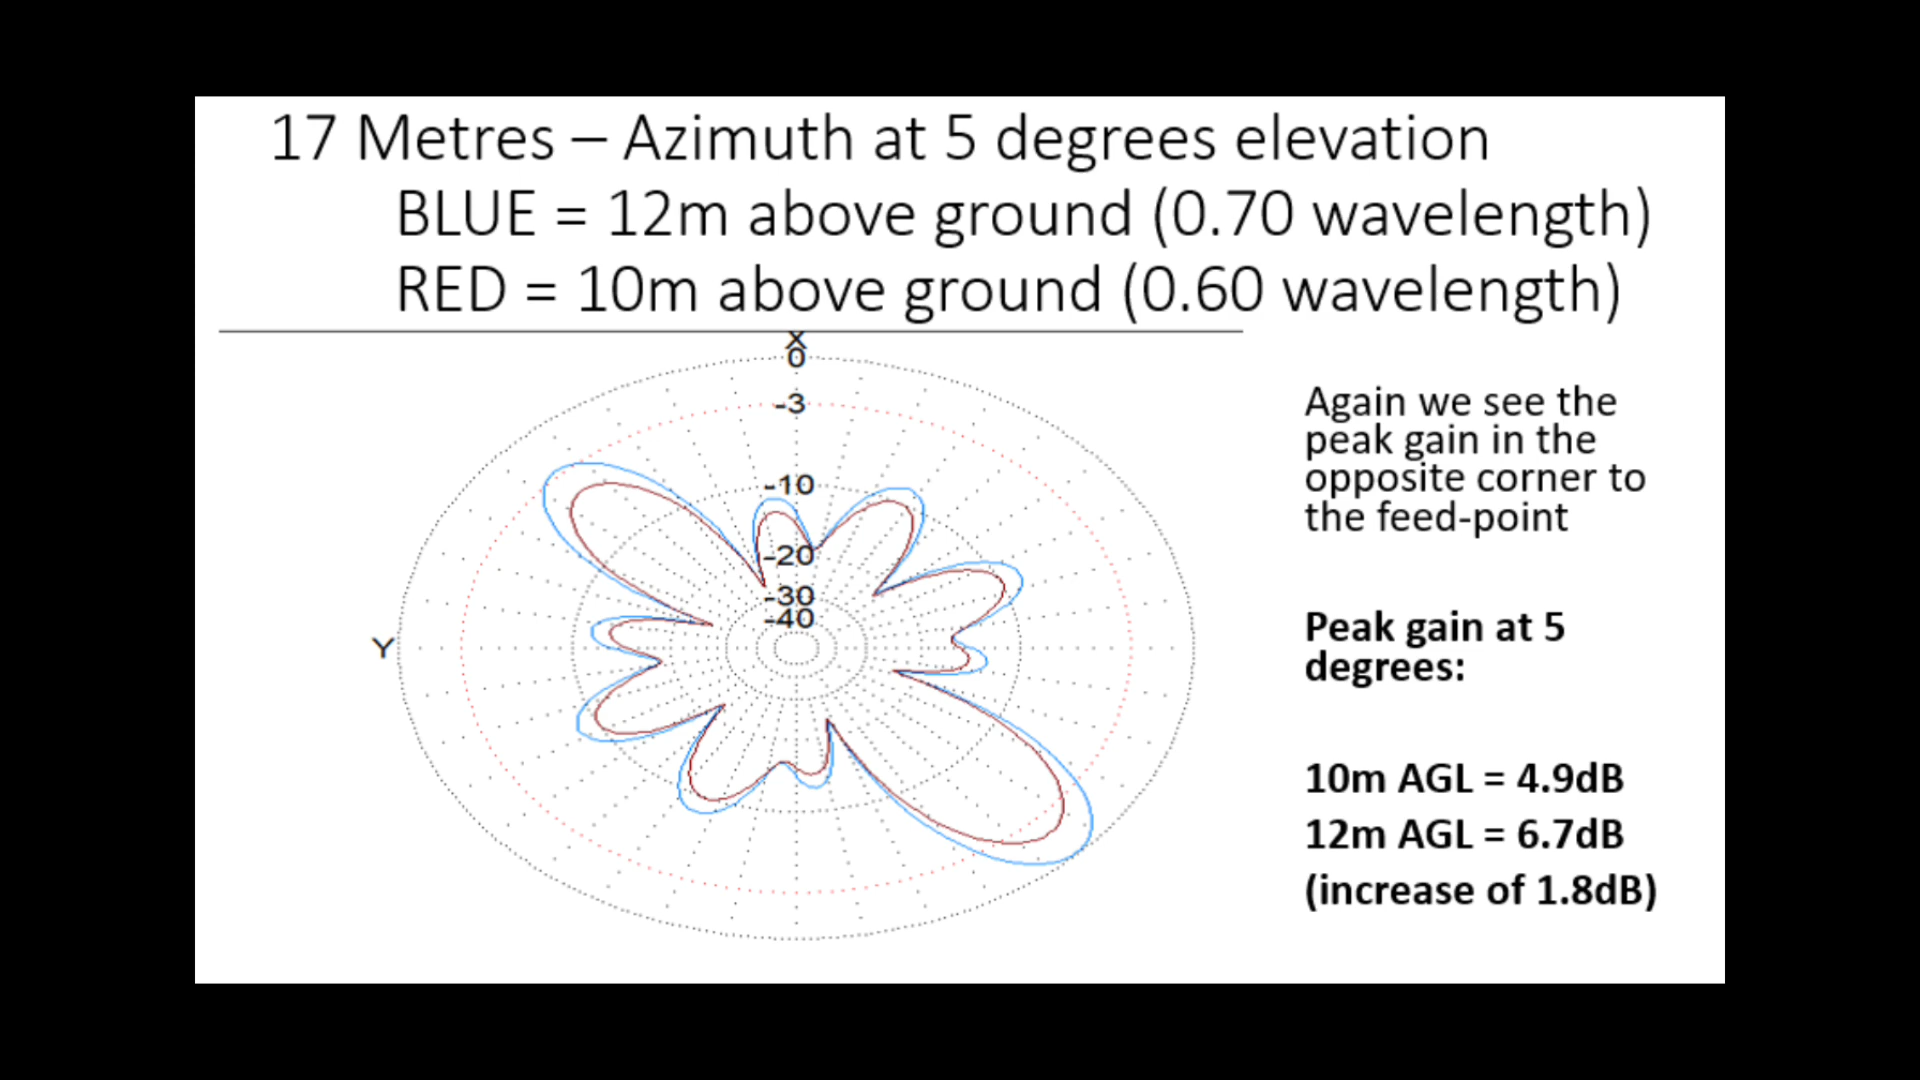 17 Metres – Azimuth at 5 degrees elevation
BLUE = 12m above ground (0.70 wavelength)
RED = 10m above ground (0.60 wavelength)
X
0
-3
-10
-20
-30
-40
Y
Again we see the
peak gain in the
opposite corner to
the feed-point
Peak gain at 5
degrees:
10m AGL = 4.9dB
12m AGL = 6.7dB
(increase of 1.8dB)